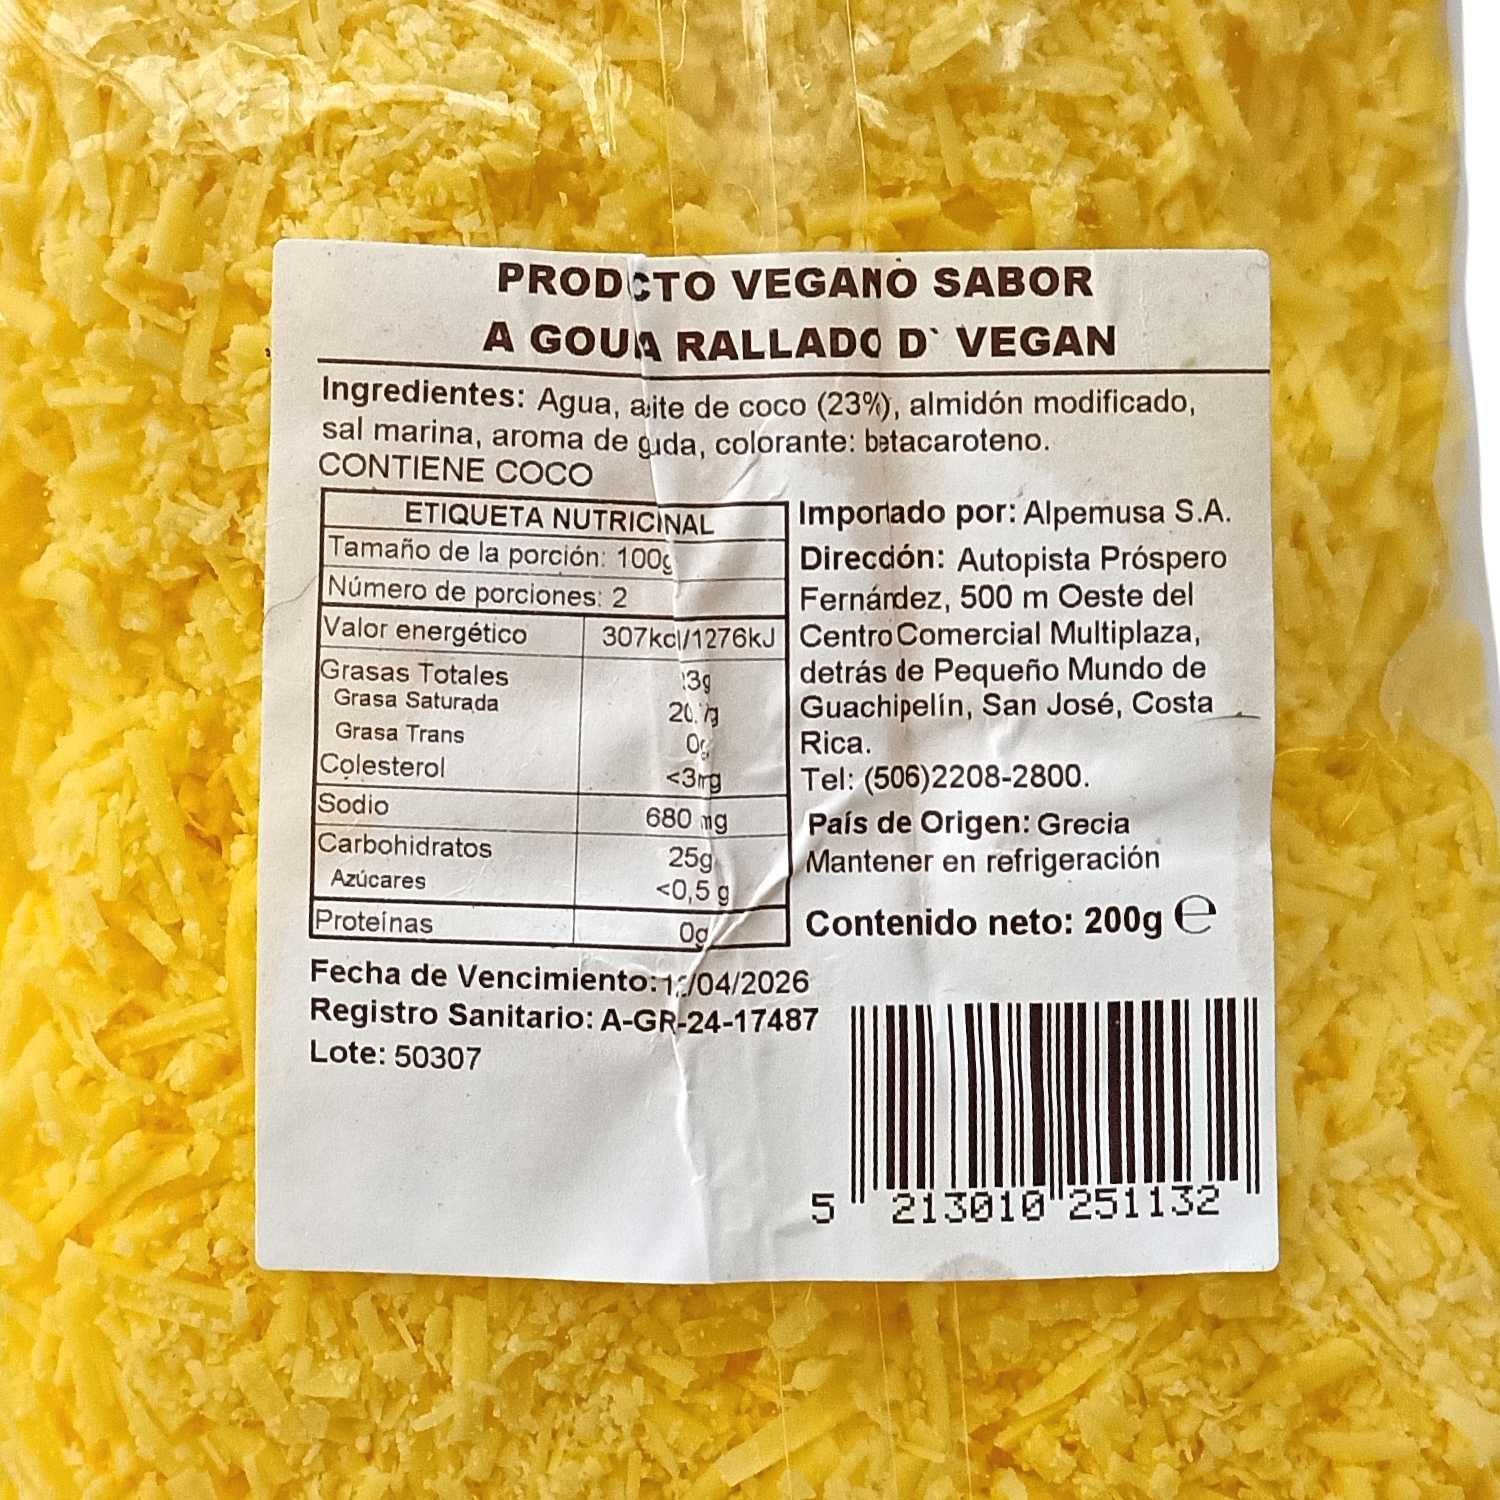 PRODCTO VEGANO SABOR
A GOUA RALLADO D` VEGAN
Ingredientes: Agua, de coco (23%), almidón modificado,
sal marina, aroma de colorante: betacaroteno.
CONTIENE COCO
ETIQUETA NUTRICINAL
Tamaño de la porción: 100g
Número de porciones: 2
Valor energético 307kcl/1276kJ
Grasas Totales
Grasa Saturada
Grasa Trans 0g
Colesterol <3mg
Sodio 680 mg
Carbohidratos 25g
Azúcares <0,5 g
Proteínas 0g
Importado por: Alpemusa S.A.
Dirección: Autopista Próspero
Fernández, 500 m Oeste del
Centro Comercial Multiplaza,
detrás de Pequeño Mundo de
Guachipelín, San José, Costa
Rica.
Tel: (506)2208-2800.
País de Origen: Grecia
Mantener en refrigeración
Contenido neto: 200g ℮
Fecha de Vencimiento:
Registro Sanitario: A-GR-24-17487
Lote: 50307
5 213010 251132